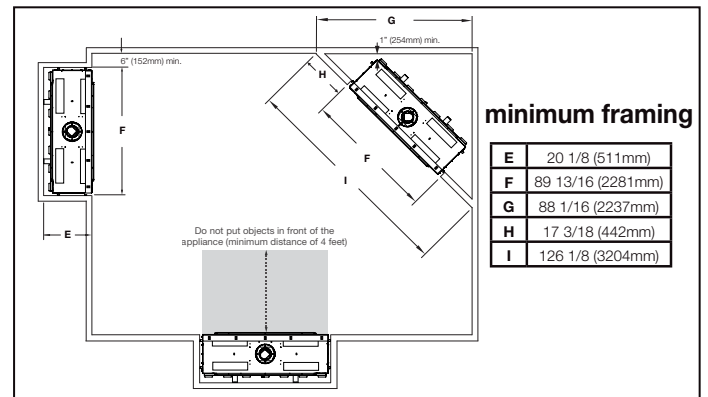 G
1" (254mm) min.
6" (152mm) min.
H
F
F
I
E
Do not put objects in front of the
appliance (minimum distance of 4 feet)
minimum framing
E 20 1/8 (511mm)
F 89 13/16 (2281mm)
G 88 1/16 (2237mm)
H 17 3/18 (442mm)
I 126 1/8 (3204mm)